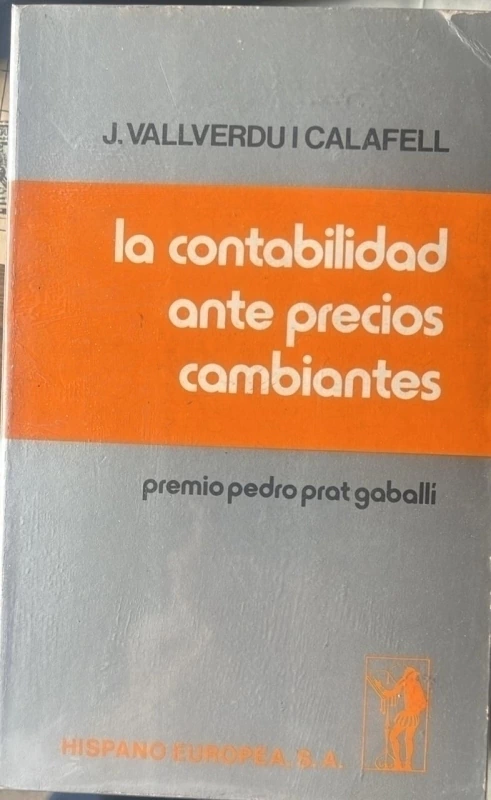 J. VALLVERDU I CALAFELL
la contabilidad
ante precios
cambiantes
premio pedro prat gaballí
HISPANO EUROPEA, S. A.